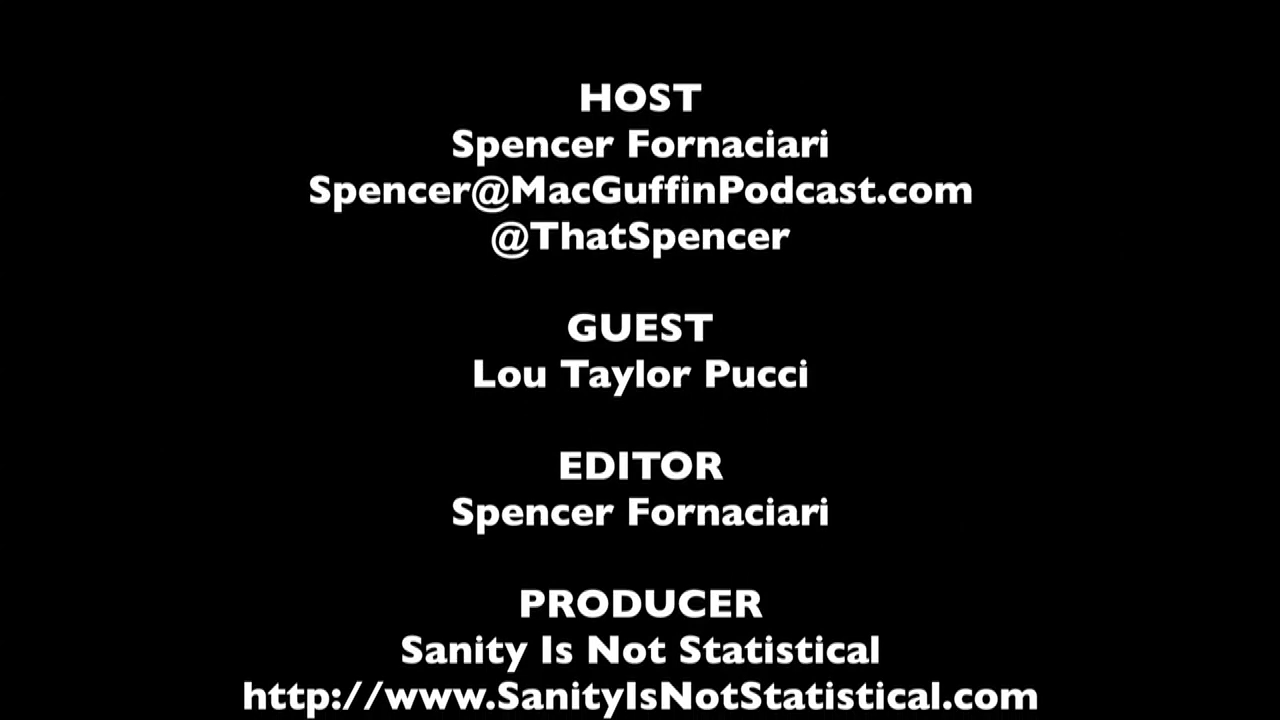 HOST
Spencer Fornaciari
Spencer@MacGuffinPodcast.com
@ThatSpencer
GUEST
Lou Taylor Pucci
EDITOR
Spencer Fornaciari
PRODUCER
Sanity Is Not Statistical
http://www.SanityIsNotStatistical.com